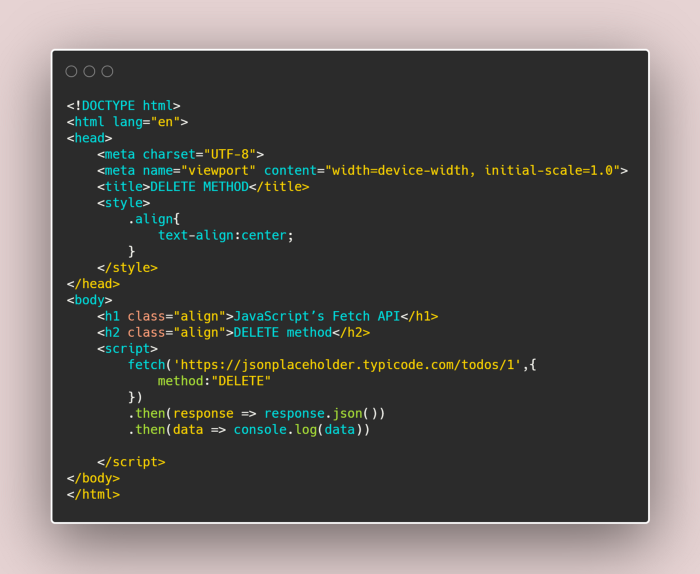 <!DOCTYPE html>
<html lang="en">
<head>
    <meta charset="UTF-8">
    <meta name="viewport" content="width=device-width, initial-scale=1.0">
    <title>DELETE METHOD</title>
    <style>
        .align{
            text-align:center;
        }
    </style>
</head>
<body>
    <h1 class="align">JavaScript’s Fetch API</h1>
    <h2 class="align">DELETE method</h2>
    <script>
        fetch('https://jsonplaceholder.typicode.com/todos/1',{
            method:"DELETE"
        })
        .then(response => response.json())
        .then(data => console.log(data))

    </script>
</body>
</html>